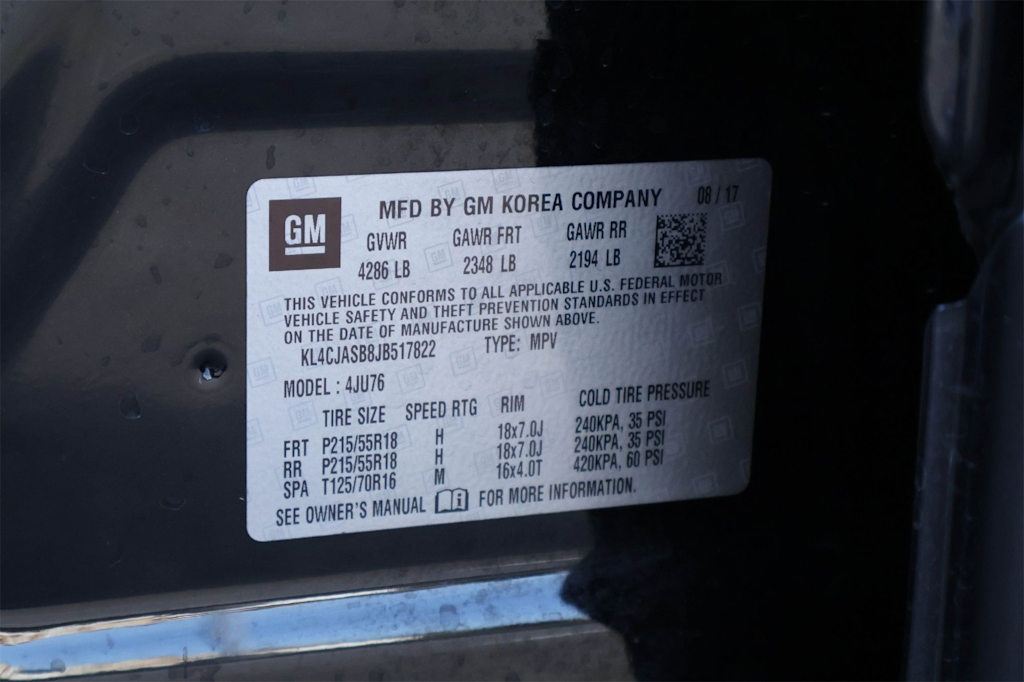 GM
MFD BY GM KOREA COMPANY 08 / 17
GVWR GAWR FRT GAWR RR
4286 LB 2348 LB 2194 LB
THIS VEHICLE CONFORMS TO ALL APPLICABLE U.S. FEDERAL MOTOR
VEHICLE SAFETY AND THEFT PREVENTION STANDARDS IN EFFECT
ON THE DATE OF MANUFACTURE SHOWN ABOVE.
KL4CJASB8JB517822 TYPE: MPV
MODEL : 4JU76
TIRE SIZE SPEED RTG RIM COLD TIRE PRESSURE
FRT P215/55R18 H 18x7.0J 240KPA, 35 PSI
RR P215/55R18 H 18x7.0J 240KPA, 35 PSI
SPA T125/70R16 M 16x4.0T 420KPA, 60 PSI
SEE OWNER'S MANUAL FOR MORE INFORMATION.